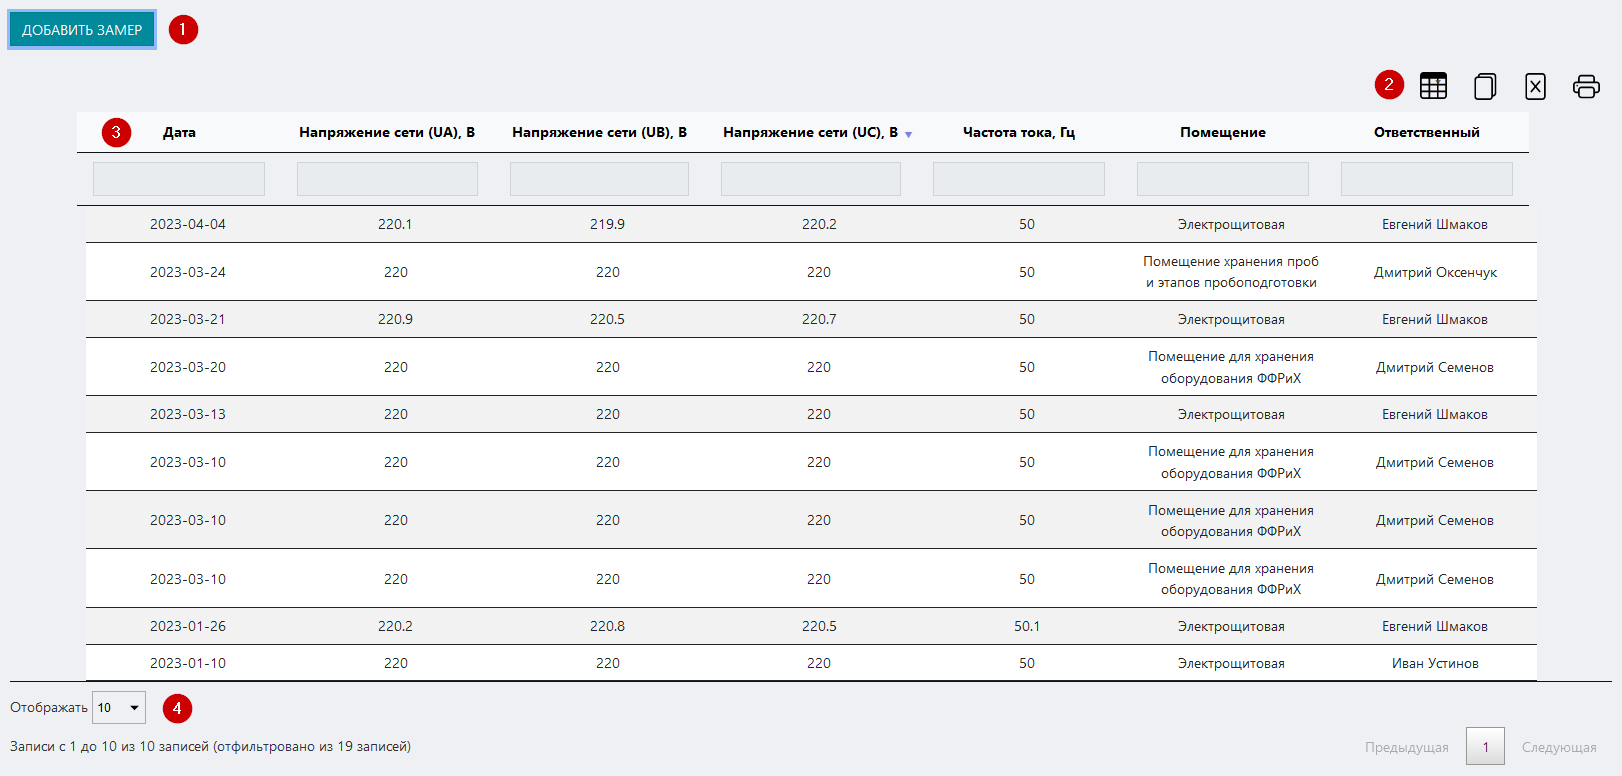 ДОБАВИТЬ ЗАМЕР 1
2
3 Дата Напряжение сети (UA), В Напряжение сети (UB), В Напряжение сети (UC), В Частота тока, Гц Помещение Ответственный
2023-04-04 220.1 219.9 220.2 50 Электрощитовая Евгений Шмаков
2023-03-24 220 220 220 50 Помещение хранения проб
и этапов пробоподготовки Дмитрий Оксенчук
2023-03-21 220.9 220.5 220.7 50 Электрощитовая Евгений Шмаков
2023-03-20 220 220 220 50 Помещение для хранения
оборудования ФФРиХ Дмитрий Семенов
2023-03-13 220 220 220 50 Электрощитовая Евгений Шмаков
2023-03-10 220 220 220 50 Помещение для хранения
оборудования ФФРиХ Дмитрий Семенов
2023-03-10 220 220 220 50 Помещение для хранения
оборудования ФФРиХ Дмитрий Семенов
2023-03-10 220 220 220 50 Помещение для хранения
оборудования ФФРиХ Дмитрий Семенов
2023-01-26 220.2 220.8 220.5 50.1 Электрощитовая Евгений Шмаков
2023-01-10 220 220 220 50 Электрощитовая Иван Устинов
Отображать 10 4
Записи с 1 до 10 из 10 записей (отфильтровано из 19 записей) Предыдущая 1 Следующая